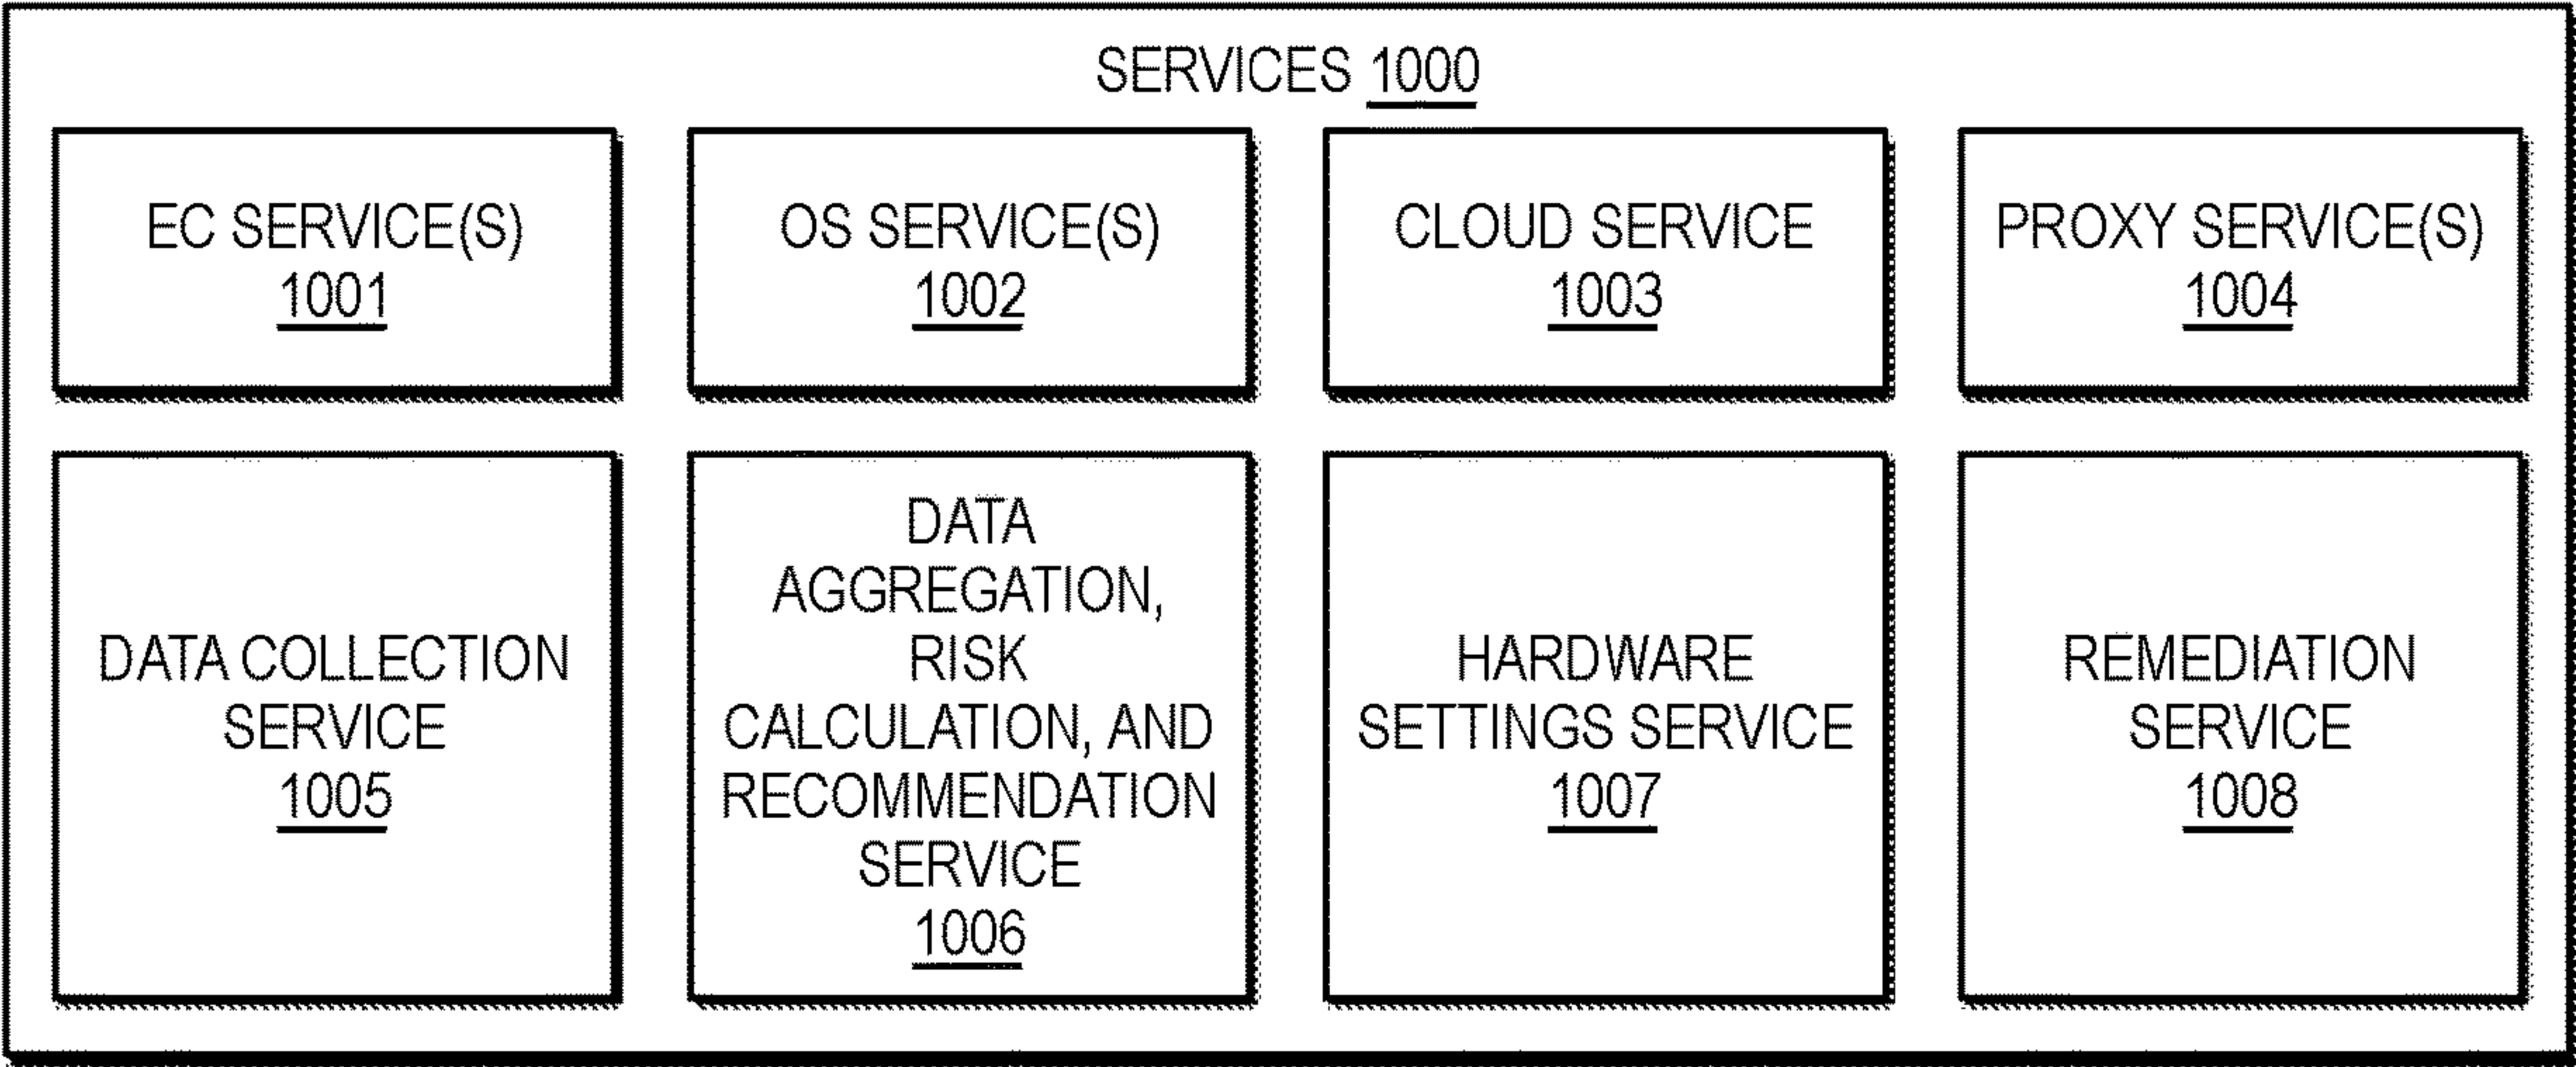 SERVICES 1000
EC SERVICE(S)
1001
OS SERVICE(S)
1002
CLOUD SERVICE
1003
PROXY SERVICE(S)
1004
DATA COLLECTION
SERVICE
1005
DATA
AGGREGATION,
RISK
CALCULATION, AND
RECOMMENDATION
SERVICE
1006
HARDWARE
SETTINGS SERVICE
1007
REMEDIATION
SERVICE
1008